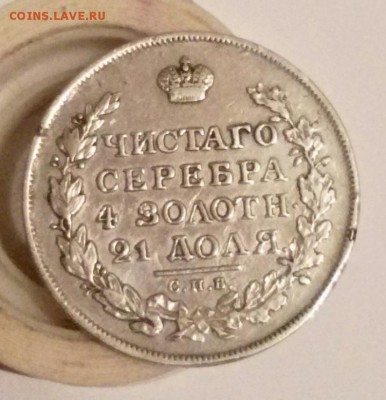 COINS.LAVE.RU
ЧИСТАГО
СЕРЕБРА
4 ЗОЛОТН.
21 ДОЛЯ
С.П.Б.